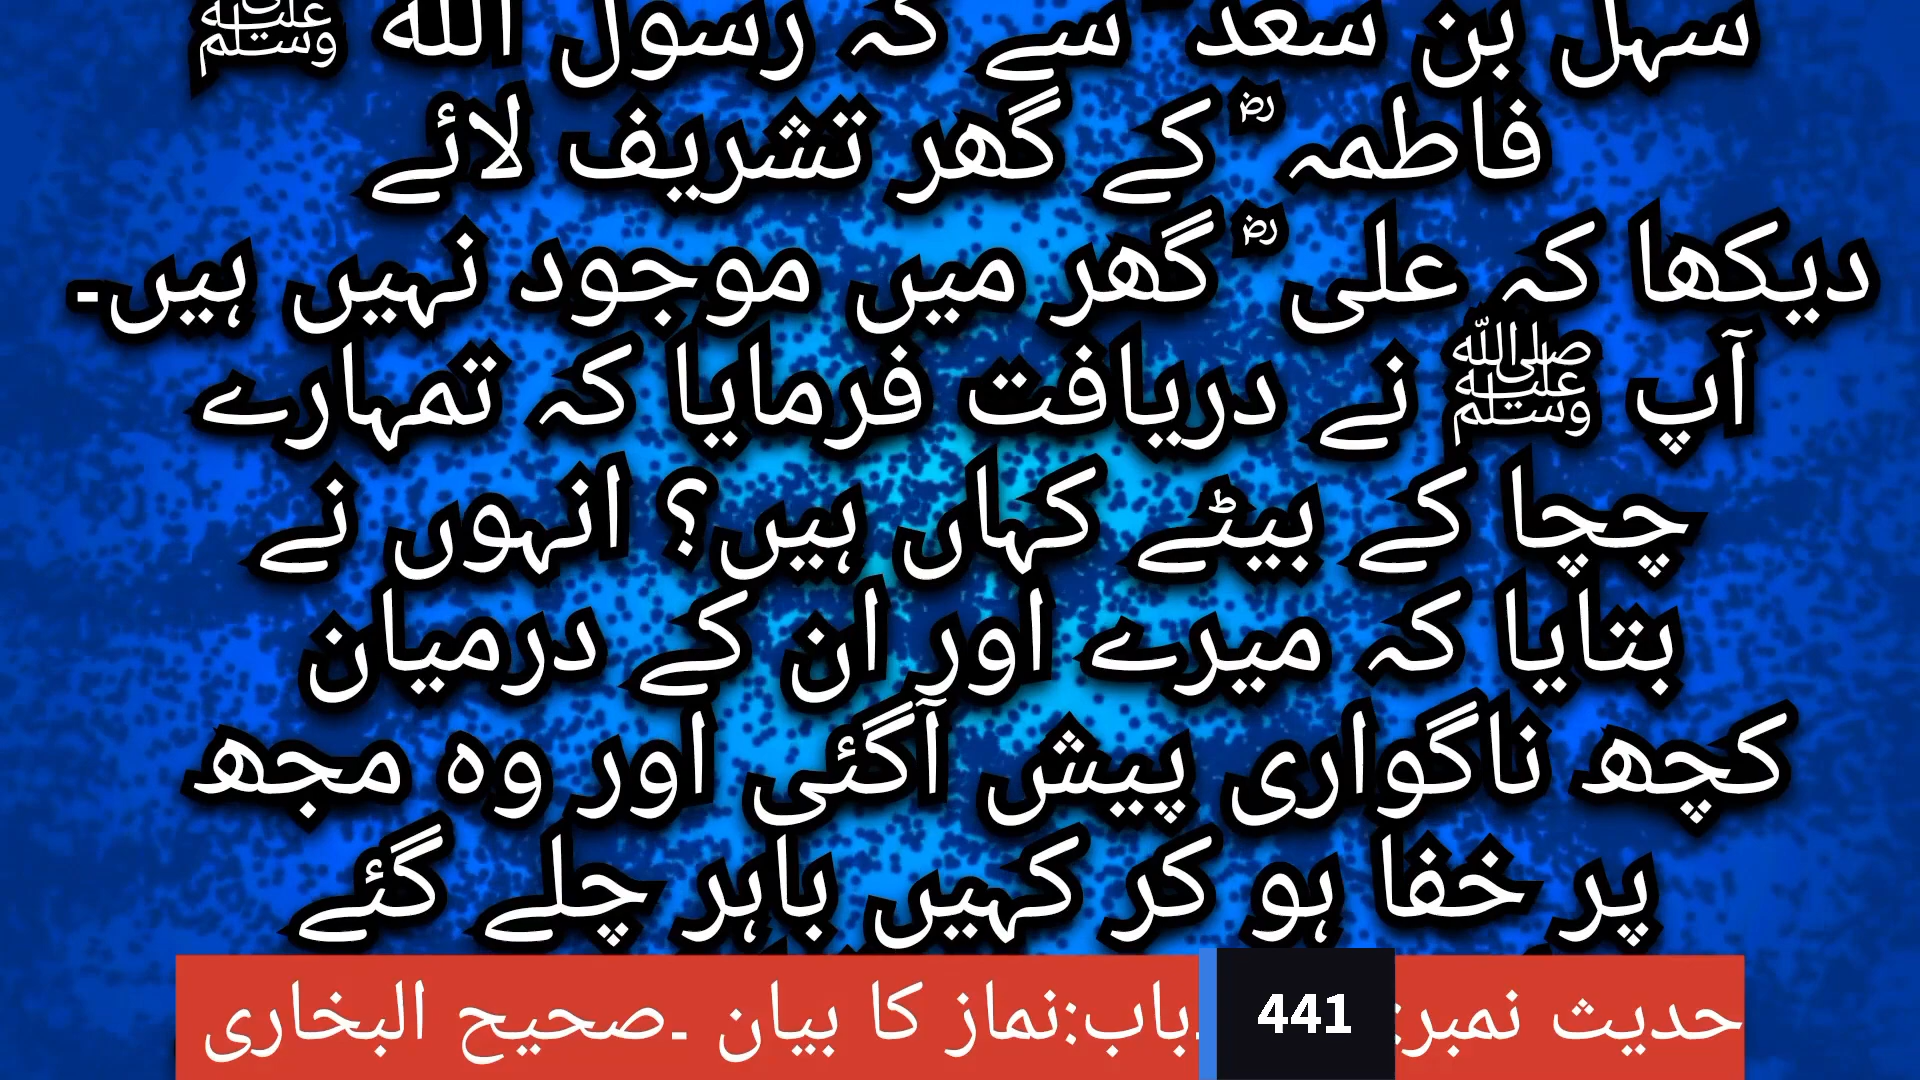 سہل بن سعدؓ سے کہ رسول اللہ ﷺ
فاطمہ ؓ کے گھر تشریف لائے
دیکھا کہ علی ؓ گھر میں موجود نہیں ہیں۔
آپ ﷺ نے دریافت فرمایا کہ تمہارے
چچا کے بیٹے کہاں ہیں؟ انہوں نے
بتایا کہ میرے اور ان کے درمیان
کچھ ناگواری پیش آگئی اور وہ مجھ
پر خفا ہو کر کہیں باہر چلے گئے
حدیث نمبر: 441 ۔باب:نماز کا بیان ۔صحیح البخاری